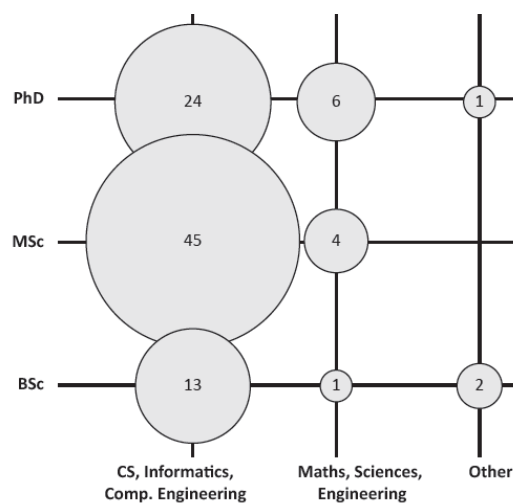 PhD 24 6 1
MSc 45 4
BSc 13 1 2
CS, Informatics, Maths, Sciences, Other
Comp. Engineering Engineering